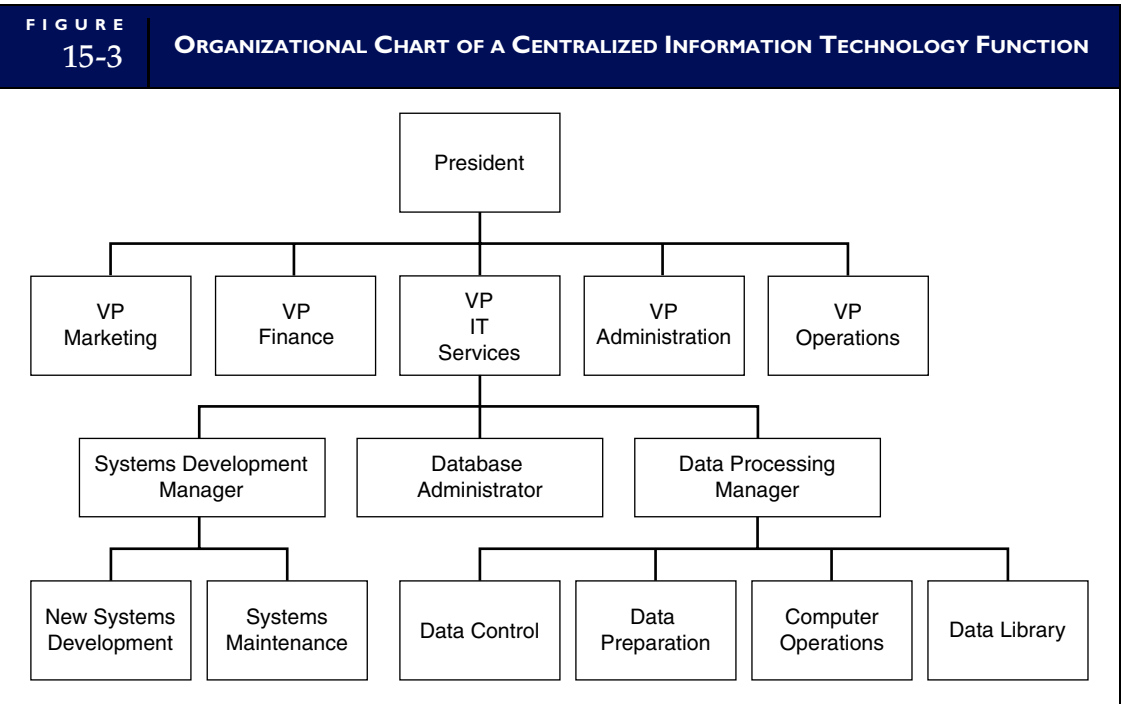 FIGURE
15-3
ORGANIZATIONAL CHART OF A CENTRALIZED INFORMATION TECHNOLOGY FUNCTION
President
VP
Marketing
VP
Finance
VP
IT
Services
VP
Administration
VP
Operations
Systems Development
Manager
Database
Administrator
Data Processing
Manager
New Systems
Development
Systems
Maintenance
Data Control
Data
Preparation
Computer
Operations
Data Library